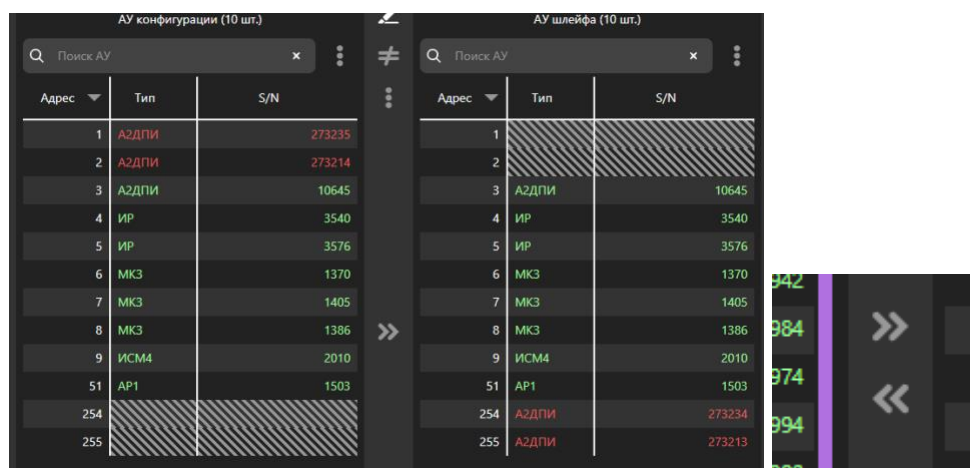 АУ конфигурации (10 шт.)
Поиск АУ
Адрес Тип S/N
1 А2ДПИ 273235
2 А2ДПИ 273214
3 А2ДПИ 10645
4 ИР 3540
5 ИР 3576
6 МКЗ 1370
7 МКЗ 1405
8 МКЗ 1386
9 ИСМ4 2010
51 АР1 1503
254
255
АУ шлейфа (10 шт.)
Поиск АУ
Адрес Тип S/N
1
2
3 А2ДПИ 10645
4 ИР 3540
5 ИР 3576
6 МКЗ 1370
7 МКЗ 1405
8 МКЗ 1386
9 ИСМ4 2010
51 АР1 1503
254 А2ДПИ 273234
255 А2ДПИ 273213
942
984
974
994